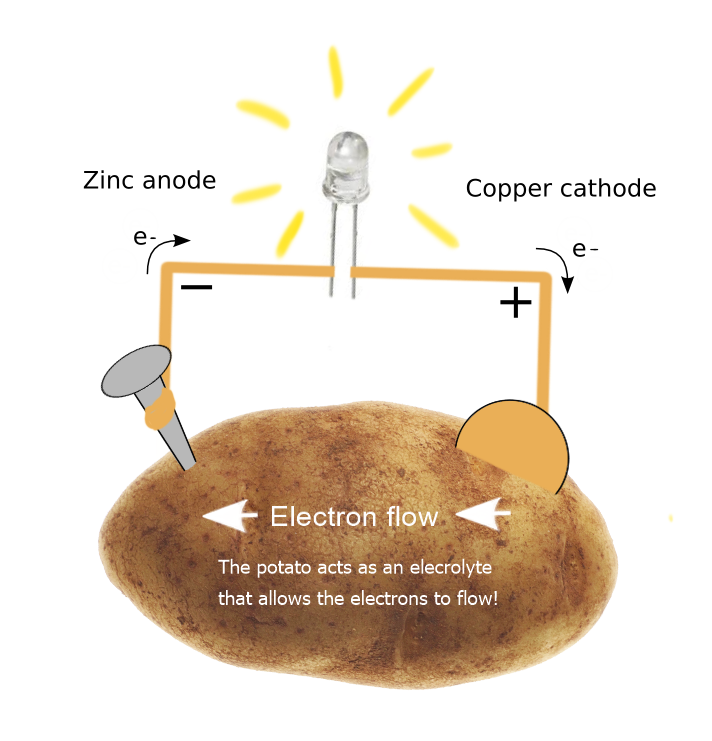 Zinc anode
Copper cathode
e-
e-
−
+
Electron flow
The potato acts as an elecrolyte
that allows the electrons to flow!